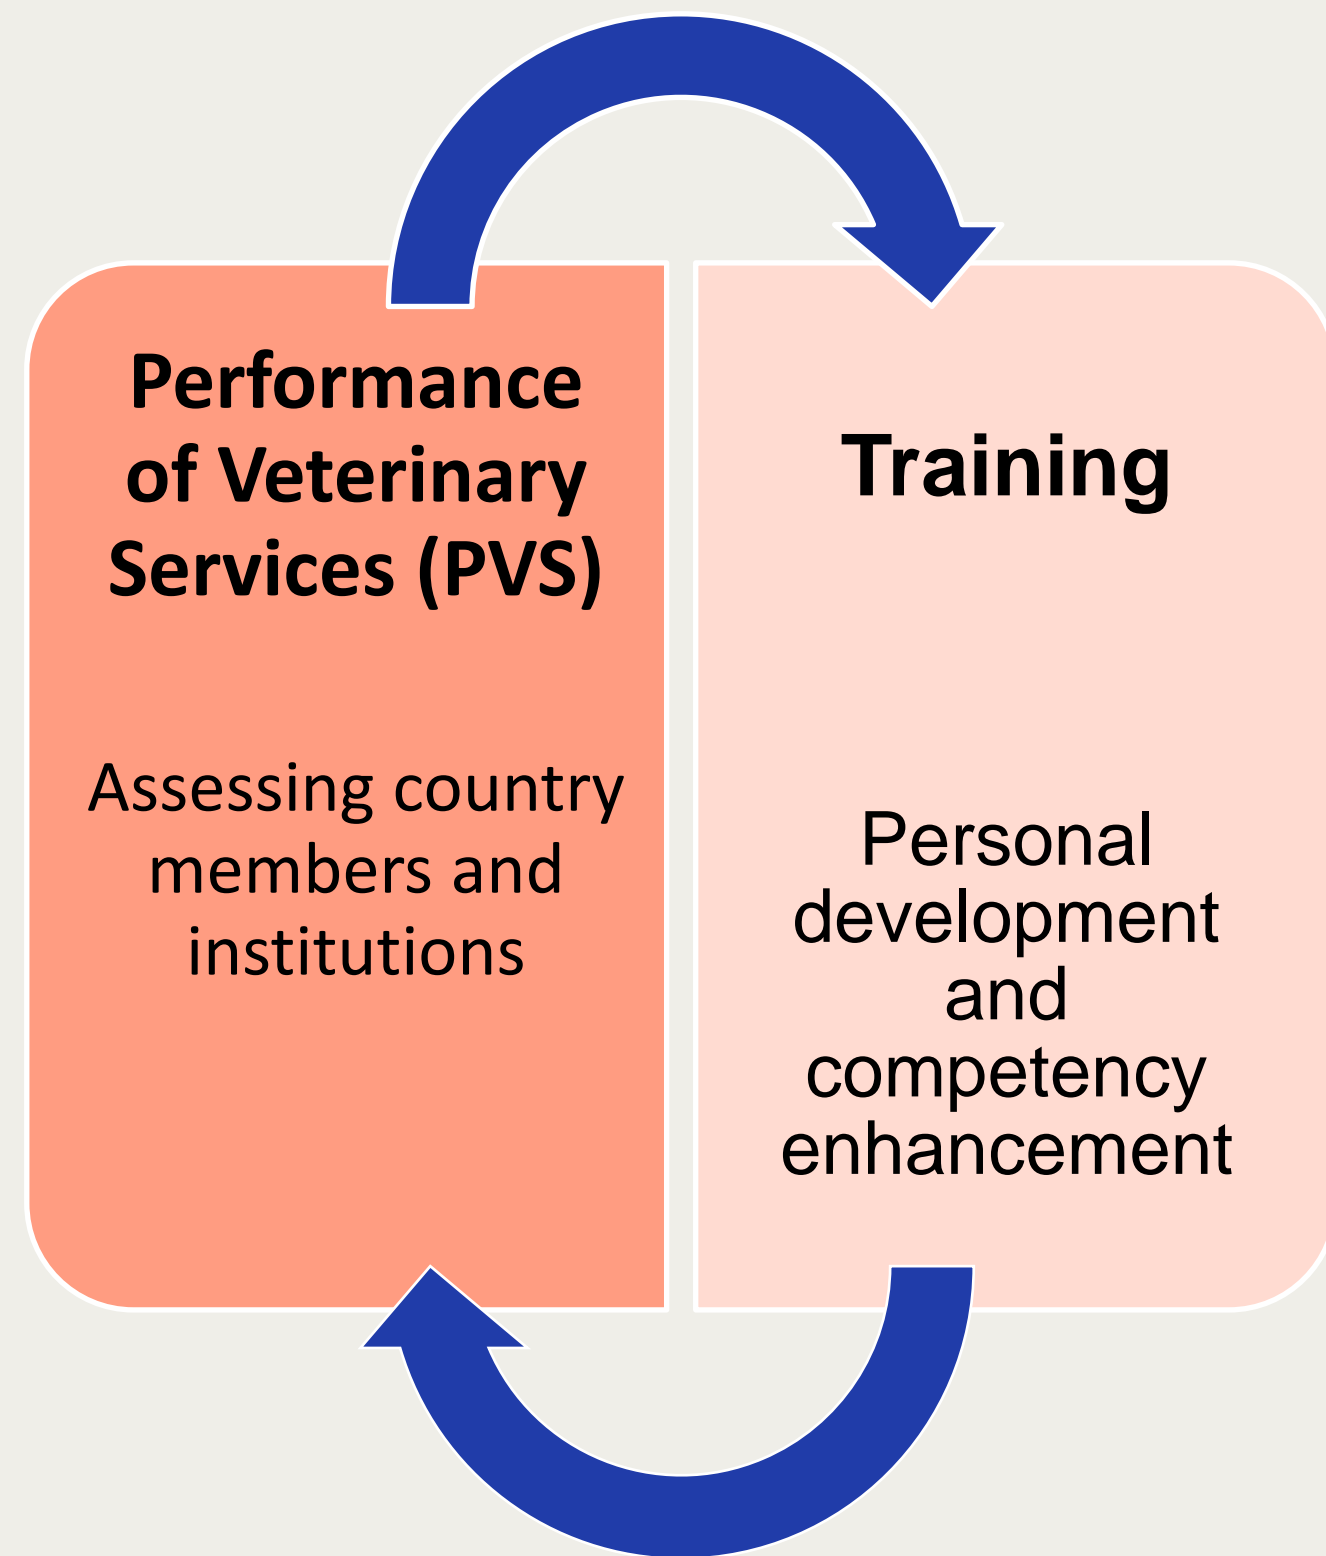 Performance
of Veterinary
Services (PVS)
Assessing country
members and
institutions
Training
Personal
development
and
competency
enhancement